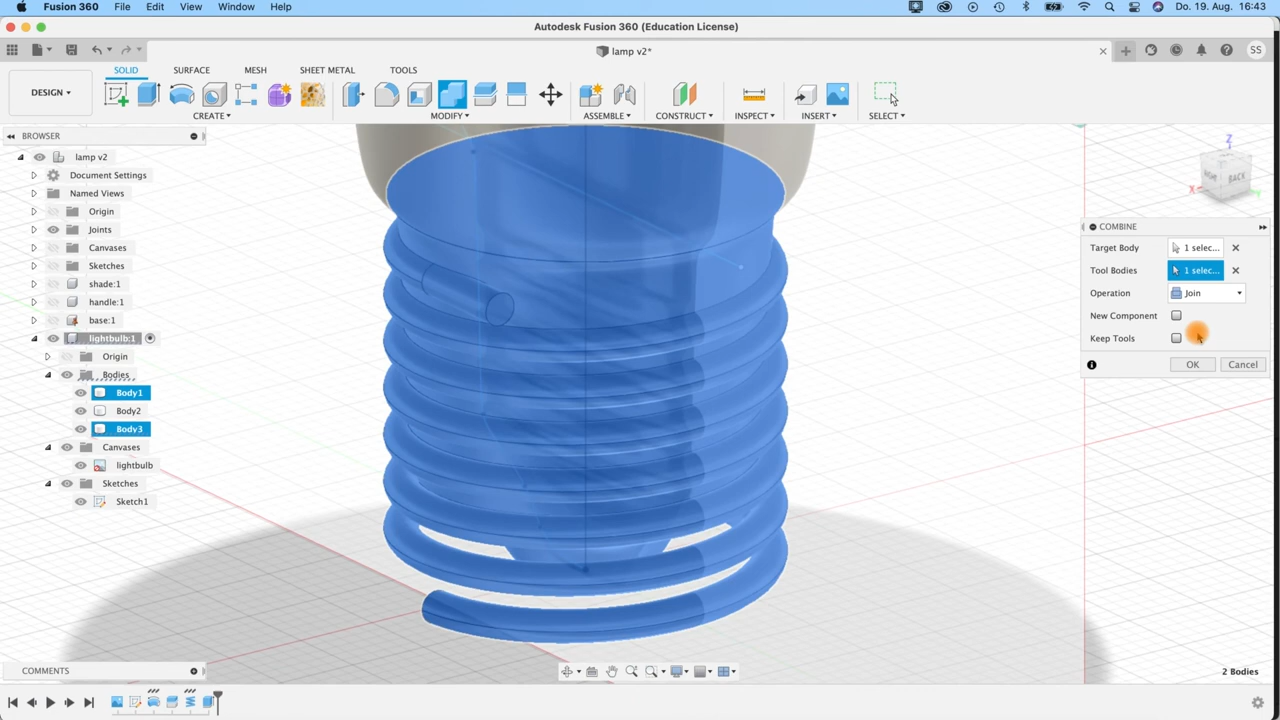 Fusion 360 File Edit View Window Help Do. 19. Aug. 16:43
Autodesk Fusion 360 (Education License)
lamp v2*
SS
DESIGN
SOLID SURFACE MESH SHEET METAL TOOLS
CREATE MODIFY ASSEMBLE CONSTRUCT INSPECT INSERT SELECT
BROWSER
lamp v2
Document Settings
Named Views
Origin
Joints
Canvases
Sketches
shade:1
handle:1
base:1
lightbulb:1
Origin
Bodies
Body1
Body2
Body3
Canvases
lightbulb
Sketches
Sketch1
Z
RIGHT BACK
X Y
COMBINE
Target Body 1 selec...
Tool Bodies 1 selec...
Operation Join
New Component
Keep Tools
OK Cancel
COMMENTS
2 Bodies